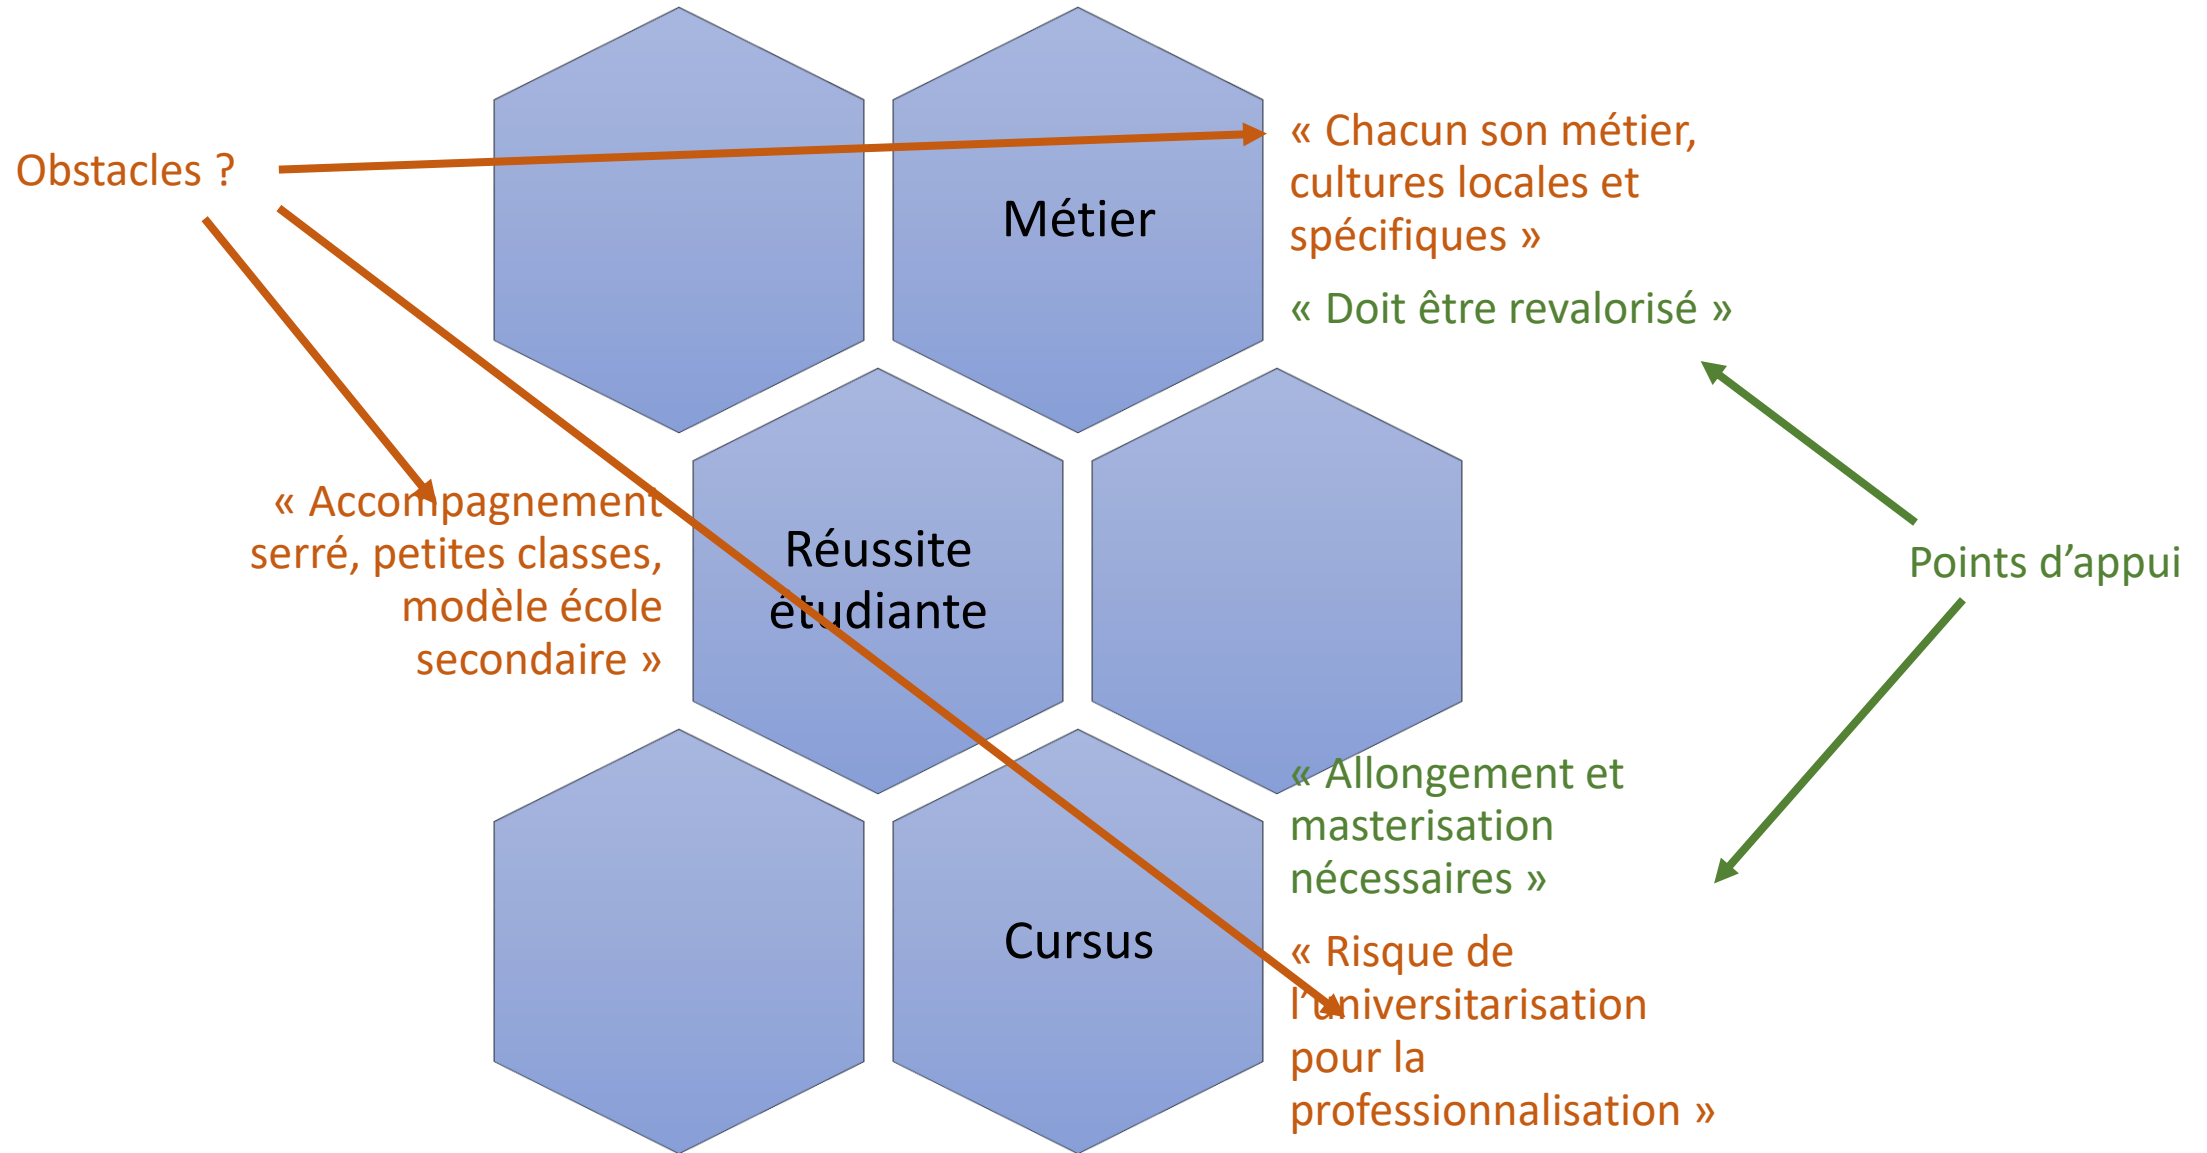 Obstacles ?
Métier
« Chacun son métier,
cultures locales et
spécifiques »
« Doit être revalorisé »
« Accompagnement
serré, petites classes,
modèle école
secondaire »
Réussite
étudiante
Points d’appui
« Allongement et
masterisation
nécessaires »
Cursus
« Risque de
l’universitarisation
pour la
professionnalisation »